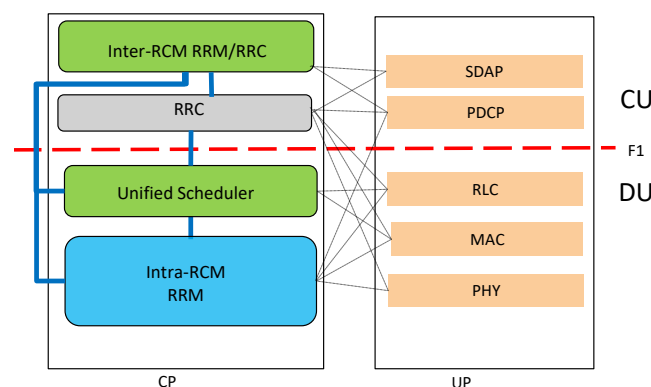 Inter-RCM RRM/RRC
RRC
Unified Scheduler
Intra-RCM
RRM
CP
SDAP
PDCP
RLC
MAC
PHY
UP
CU
F1
DU